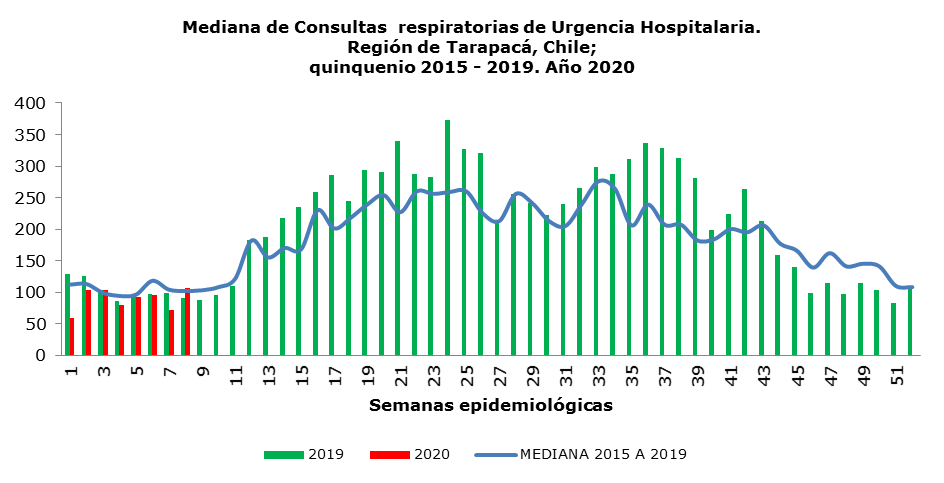 Mediana de Consultas  respiratorias de Urgencia Hospitalaria.
Región de Tarapacá, Chile;
quinquenio 2015 - 2019. Año 2020
400
350
300
250
200
150
100
50
0
1 3 5 7 9 11 13 15 17 19 21 23 25 27 29 31 33 35 37 39 41 43 45 47 49 51
Semanas epidemiológicas
2019 2020 MEDIANA 2015 A 2019